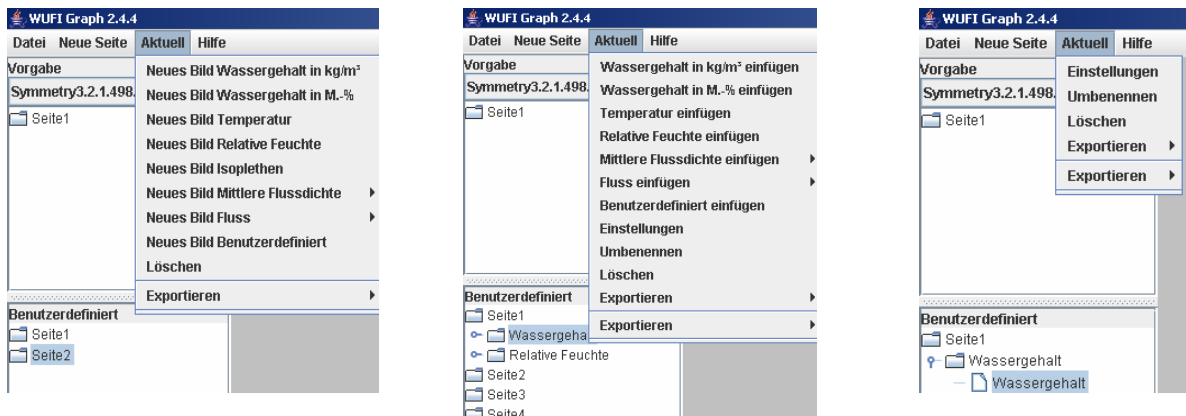 WUFI Graph 2.4.4
Datei Neue Seite Aktuell Hilfe
Vorgabe
Symmetry3.2.1.498.
Seite1
Neues Bild Wassergehalt in kg/m³
Neues Bild Wassergehalt in M.-%
Neues Bild Temperatur
Neues Bild Relative Feuchte
Neues Bild Isoplethen
Neues Bild Mittlere Flussdichte
Neues Bild Fluss
Neues Bild Benutzerdefiniert
Löschen
Exportieren
Benutzerdefiniert
Seite1
Seite2
WUFI Graph 2.4.4
Datei Neue Seite Aktuell Hilfe
Vorgabe
Symmetry3.2.1.498.
Seite1
Wassergehalt in kg/m³ einfügen
Wassergehalt in M.-% einfügen
Temperatur einfügen
Relative Feuchte einfügen
Mittlere Flussdichte einfügen
Fluss einfügen
Benutzerdefiniert einfügen
Einstellungen
Umbenennen
Löschen
Exportieren
Exportieren
Benutzerdefiniert
Seite1
Wassergeha
Relative Feuchte
Seite2
Seite3
Seite4
WUFI Graph 2.4.4
Datei Neue Seite Aktuell Hilfe
Vorgabe
Symmetry3.2.1.498.
Seite1
Einstellungen
Umbenennen
Löschen
Exportieren
Exportieren
Benutzerdefiniert
Seite1
Wassergehalt
Wassergehalt